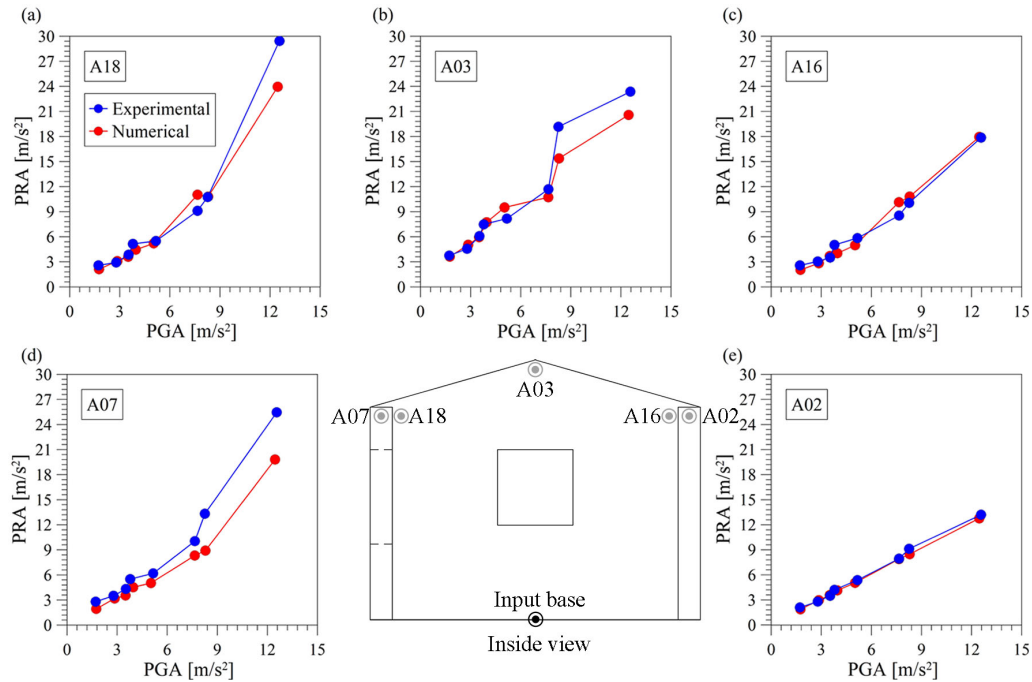 (a)
30
27
24
21
18
15
12
9
6
3
0
PRA [m/s²]
A18
Experimental
Numerical
0 3 6 9 12 15
PGA [m/s²]
(b)
30
27
24
21
18
15
12
9
6
3
0
PRA [m/s²]
A03
0 3 6 9 12 15
PGA [m/s²]
(c)
30
27
24
21
18
15
12
9
6
3
0
PRA [m/s²]
A16
0 3 6 9 12 15
PGA [m/s²]
(d)
30
27
24
21
18
15
12
9
6
3
0
PRA [m/s²]
A07
0 3 6 9 12 15
PGA [m/s²]
A03
A07 A18 A16 A02
Input base
Inside view
(e)
30
27
24
21
18
15
12
9
6
3
0
PRA [m/s²]
A02
0 3 6 9 12 15
PGA [m/s²]